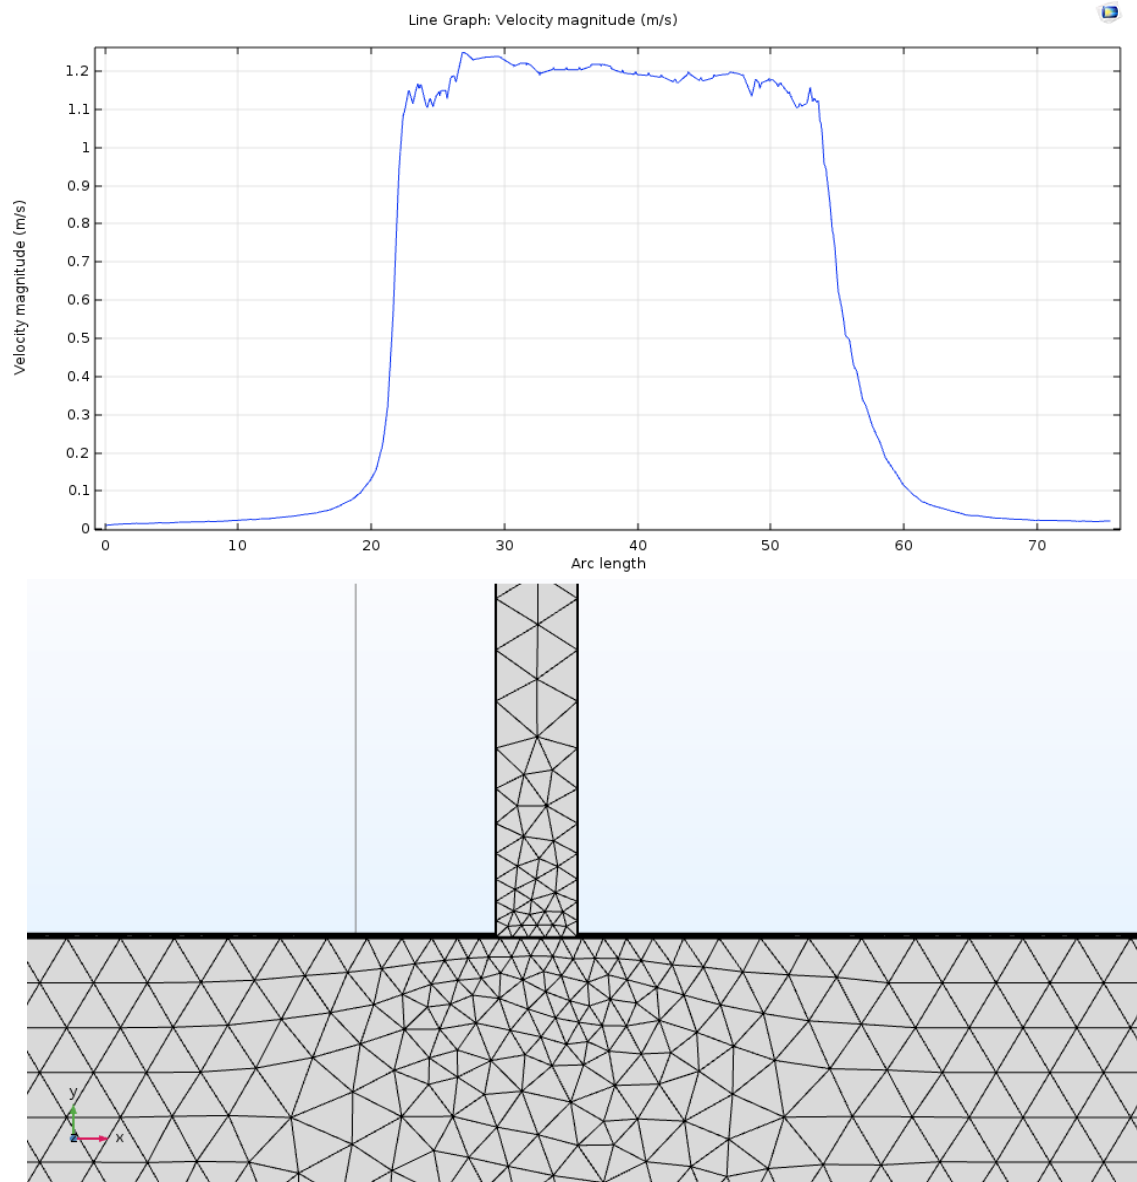 Line Graph: Velocity magnitude (m/s)
Velocity magnitude (m/s)
1.2
1.1
1
0.9
0.8
0.7
0.6
0.5
0.4
0.3
0.2
0.1
0
0 10 20 30 40 50 60 70
Arc length
y
z x